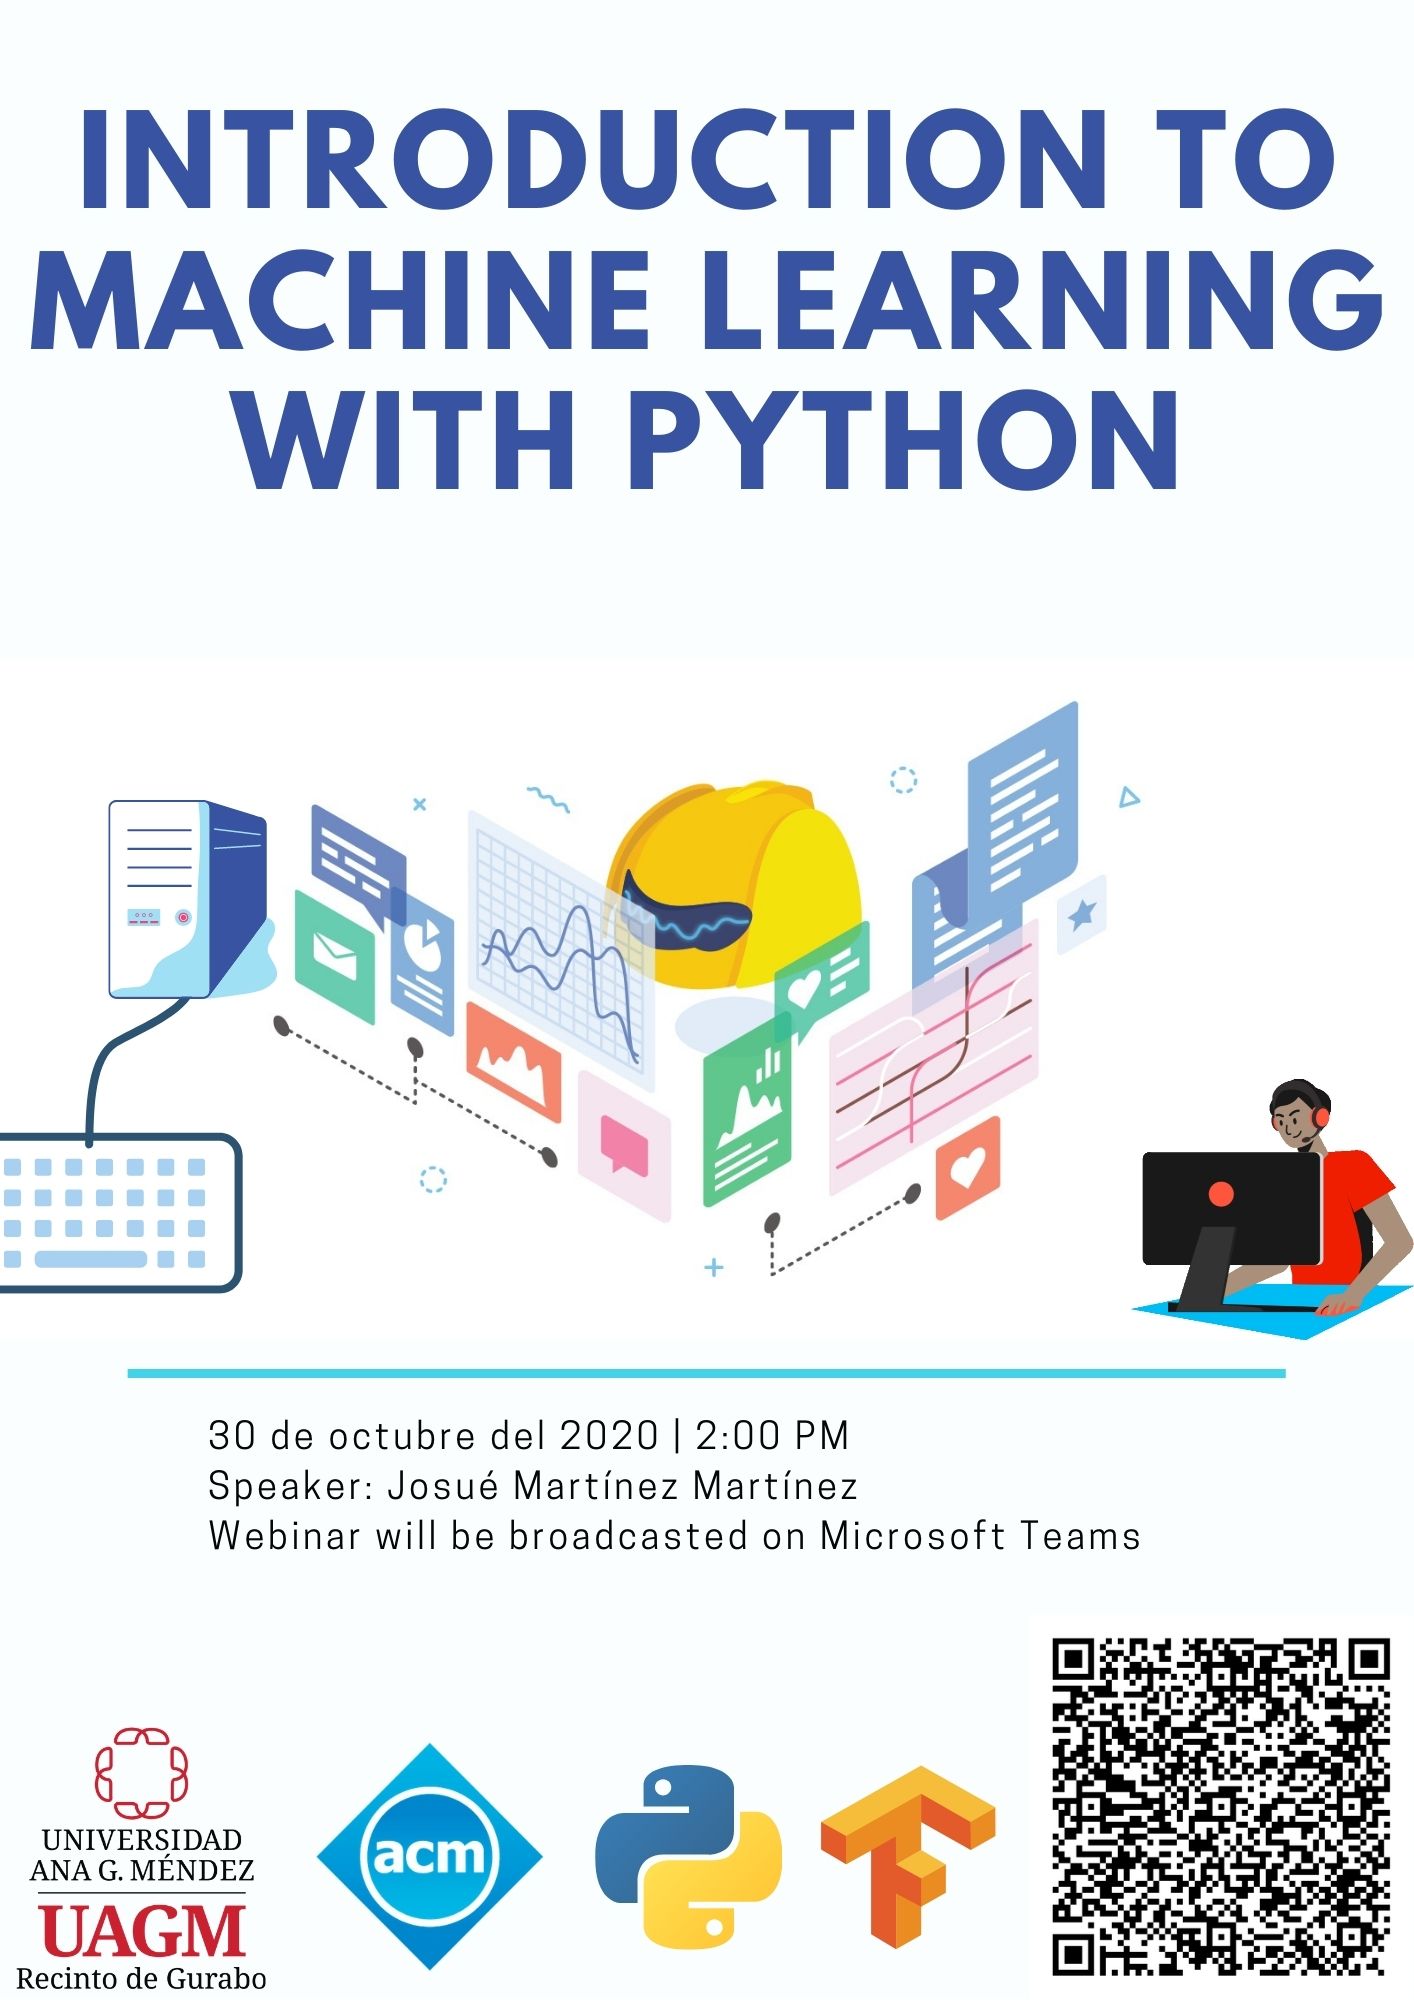 INTRODUCTION TO
MACHINE LEARNING
WITH PYTHON
30 de octubre del 2020 | 2:00 PM
Speaker: Josué Martínez Martínez
Webinar will be broadcasted on Microsoft Teams
UNIVERSIDAD
ANA G. MÉNDEZ
UAGM
Recinto de Gurabo
acm